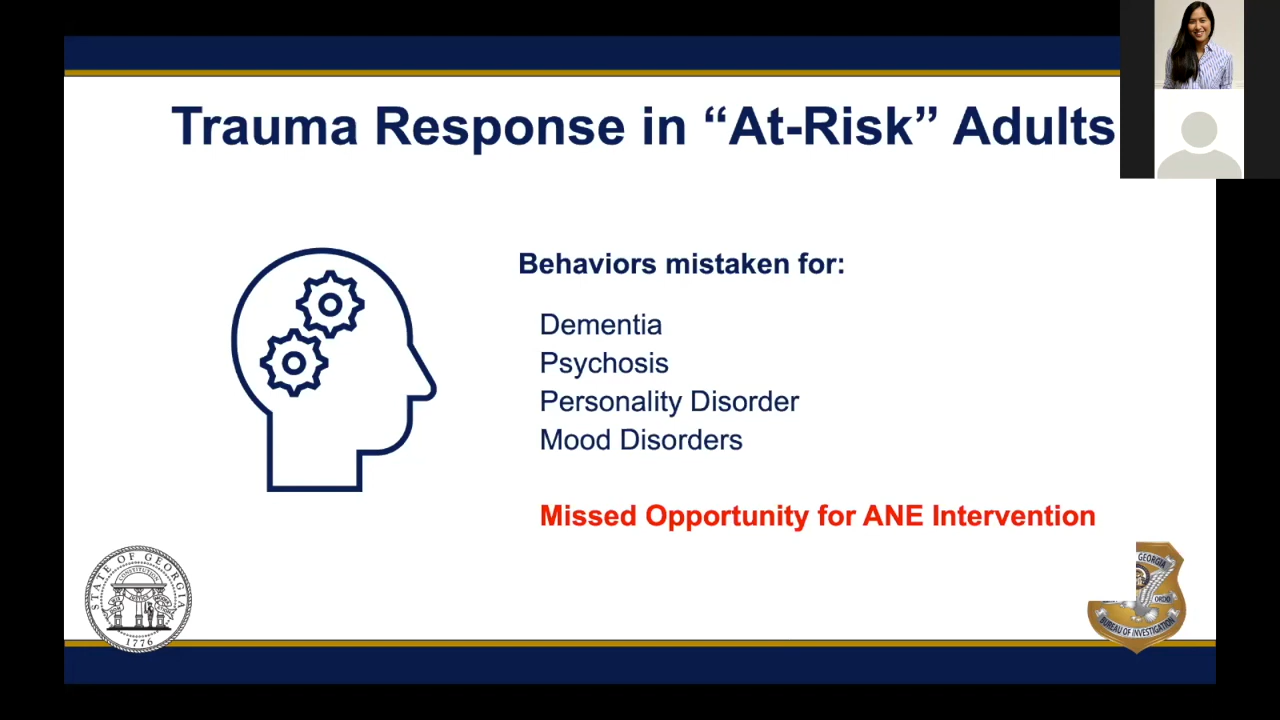 Trauma Response in “At-Risk” Adults
Behaviors mistaken for:
Dementia
Psychosis
Personality Disorder
Mood Disorders
Missed Opportunity for ANE Intervention
STATE OF GEORGIA
CONSTITUTION
1776
GEORGIA
BUREAU OF INVESTIGATION